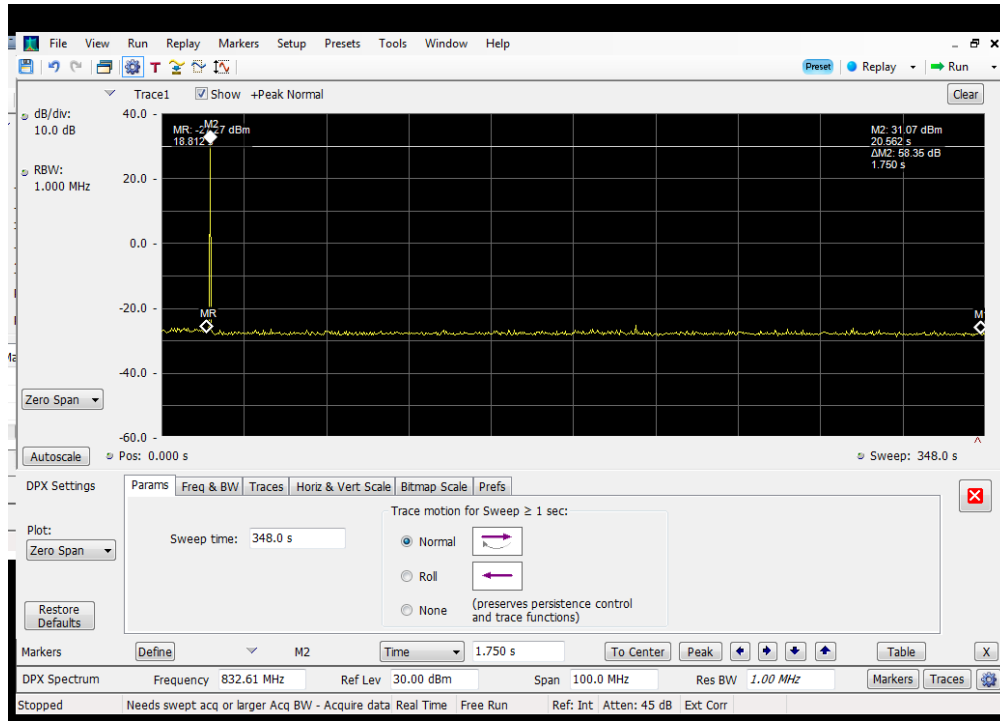 File View Run Replay Markers Setup Presets Tools Window Help
T Preset Replay Run
Trace1 Show +Peak Normal Clear
dB/div:
10.0 dB
RBW:
1.000 MHz
40.0
20.0
0.0
-20.0
-40.0
-60.0
M2
dBm
18.812
M2: 31.07 dBm
20.562 s
ΔM2: 58.35 dB
1.750 s
MR
Zero Span
Autoscale Pos: 0.000 s Sweep: 348.0 s
DPX Settings Params Freq & BW Traces Horiz & Vert Scale Bitmap Scale Prefs
Plot:
Zero Span
Restore
Defaults
Sweep time: 348.0 s
Trace motion for Sweep ≥ 1 sec:
Normal
Roll
None (preserves persistence control
and trace functions)
Markers Define M2 Time 1.750 s To Center Peak Table X
DPX Spectrum Frequency 832.61 MHz Ref Lev 30.00 dBm Span 100.0 MHz Res BW 1.00 MHz Markers Traces
Stopped Needs swept acq or larger Acq BW - Acquire data Real Time Free Run Ref: Int Atten: 45 dB Ext Corr